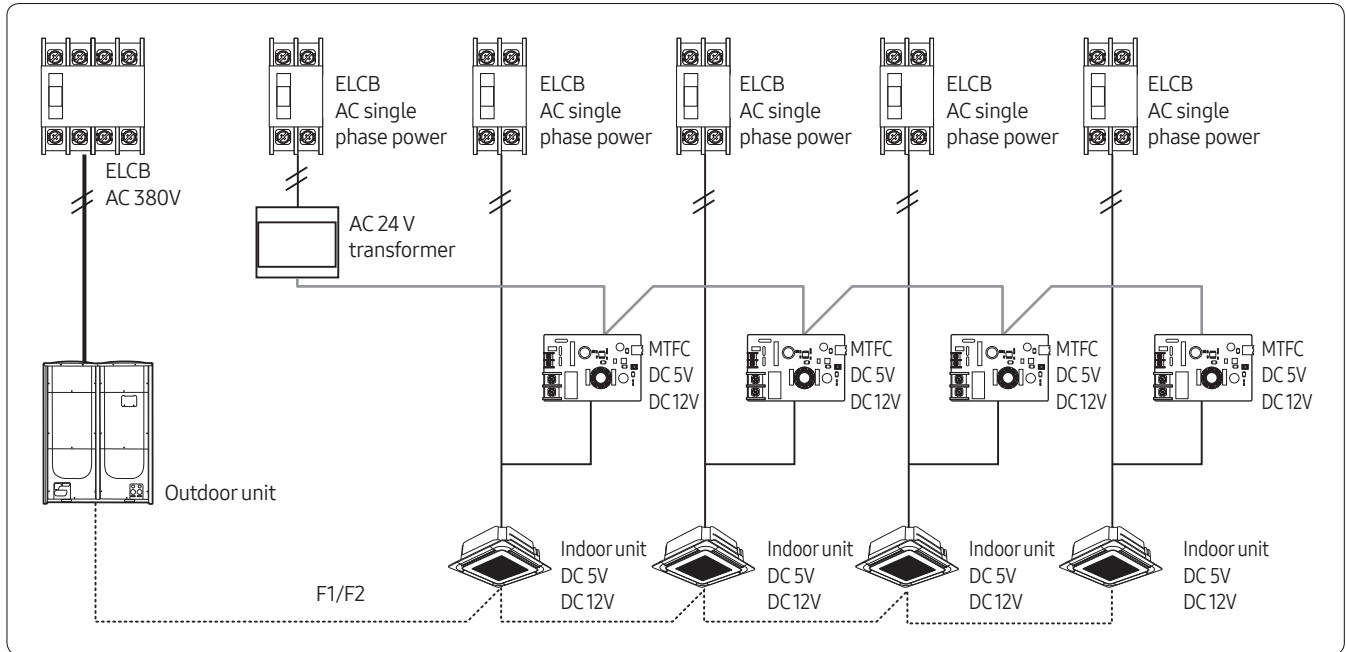 ELCB
AC 380V
ELCB
AC single
phase power
ELCB
AC single
phase power
ELCB
AC single
phase power
ELCB
AC single
phase power
ELCB
AC single
phase power
AC 24 V
transformer
MTFC
DC 5V
DC 12V
MTFC
DC 5V
DC 12V
MTFC
DC 5V
DC 12V
MTFC
DC 5V
DC 12V
Outdoor unit
F1/F2
Indoor unit
DC 5V
DC 12V
Indoor unit
DC 5V
DC 12V
Indoor unit
DC 5V
DC 12V
Indoor unit
DC 5V
DC 12V